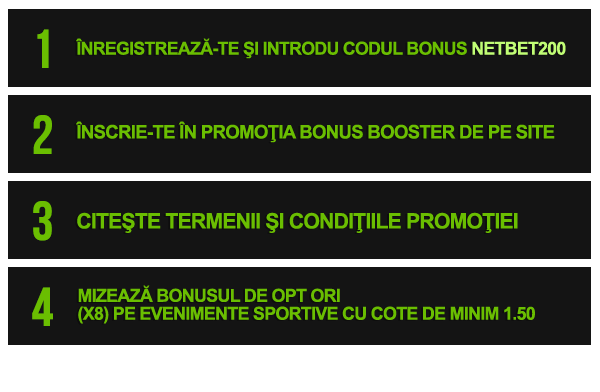 1
ÎNREGISTREAZĂ-TE ŞI INTRODU CODUL BONUS NETBET200
2
ÎNSCRIE-TE ÎN PROMOŢIA BONUS BOOSTER DE PE SITE
3
CITEŞTE TERMENII ŞI CONDIŢIILE PROMOŢIEI
4
MIZEAZĂ BONUSUL DE OPT ORI
(X8) PE EVENIMENTE SPORTIVE CU COTE DE MINIM 1.50